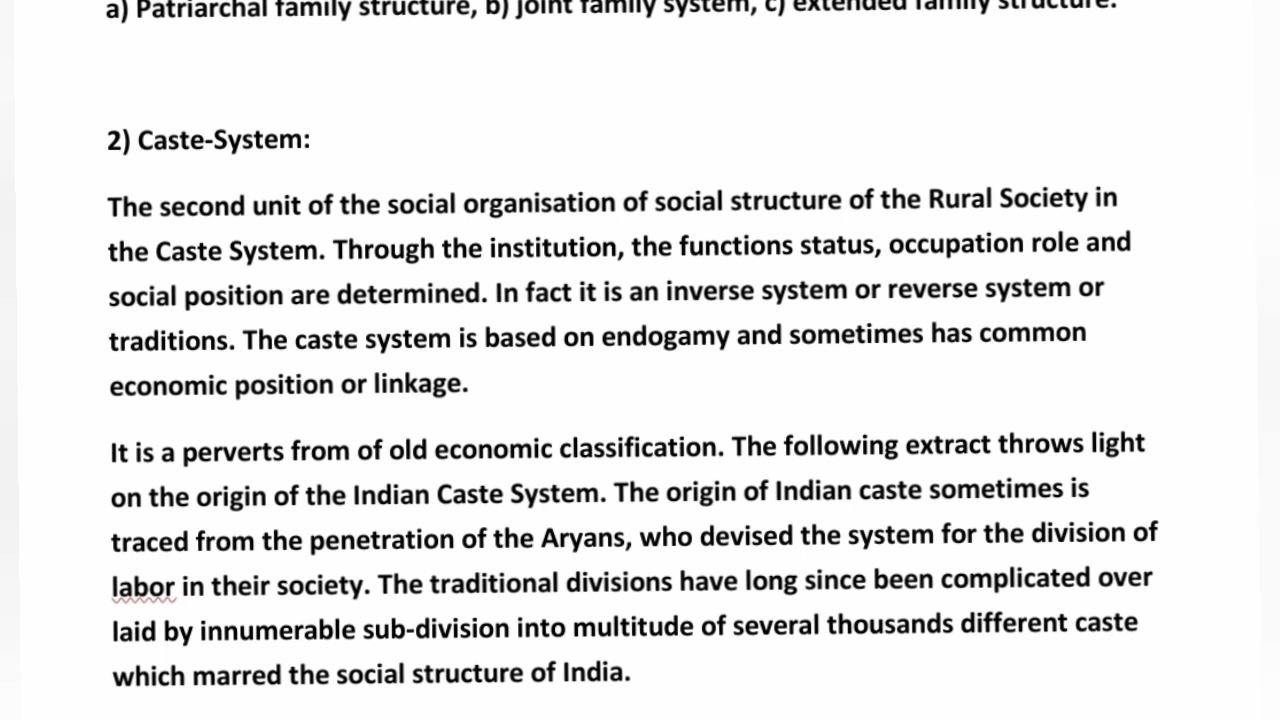 a) Patriarchal family structure, b) joint family system, c) extended family structure.
2) Caste-System:
The second unit of the social organisation of social structure of the Rural Society in
the Caste System. Through the institution, the functions status, occupation role and
social position are determined. In fact it is an inverse system or reverse system or
traditions. The caste system is based on endogamy and sometimes has common
economic position or linkage.
It is a perverts from of old economic classification. The following extract throws light
on the origin of the Indian Caste System. The origin of Indian caste sometimes is
traced from the penetration of the Aryans, who devised the system for the division of
labor in their society. The traditional divisions have long since been complicated over
laid by innumerable sub-division into multitude of several thousands different caste
which marred the social structure of India.